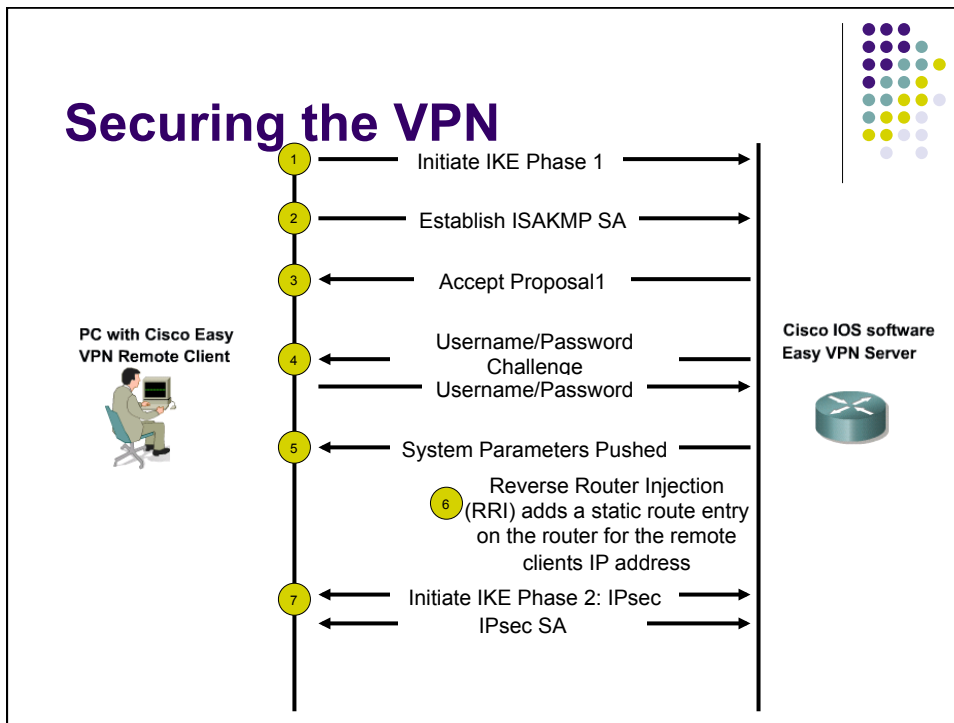 Securing the VPN
1
Initiate IKE Phase 1
2
Establish ISAKMP SA
3
Accept Proposal1
PC with Cisco Easy
VPN Remote Client
Cisco IOS software
Easy VPN Server
4
Username/Password
Challenge
Username/Password
5
System Parameters Pushed
6
Reverse Router Injection
(RRI) adds a static route entry
on the router for the remote
clients IP address
7
Initiate IKE Phase 2: IPsec
IPsec SA